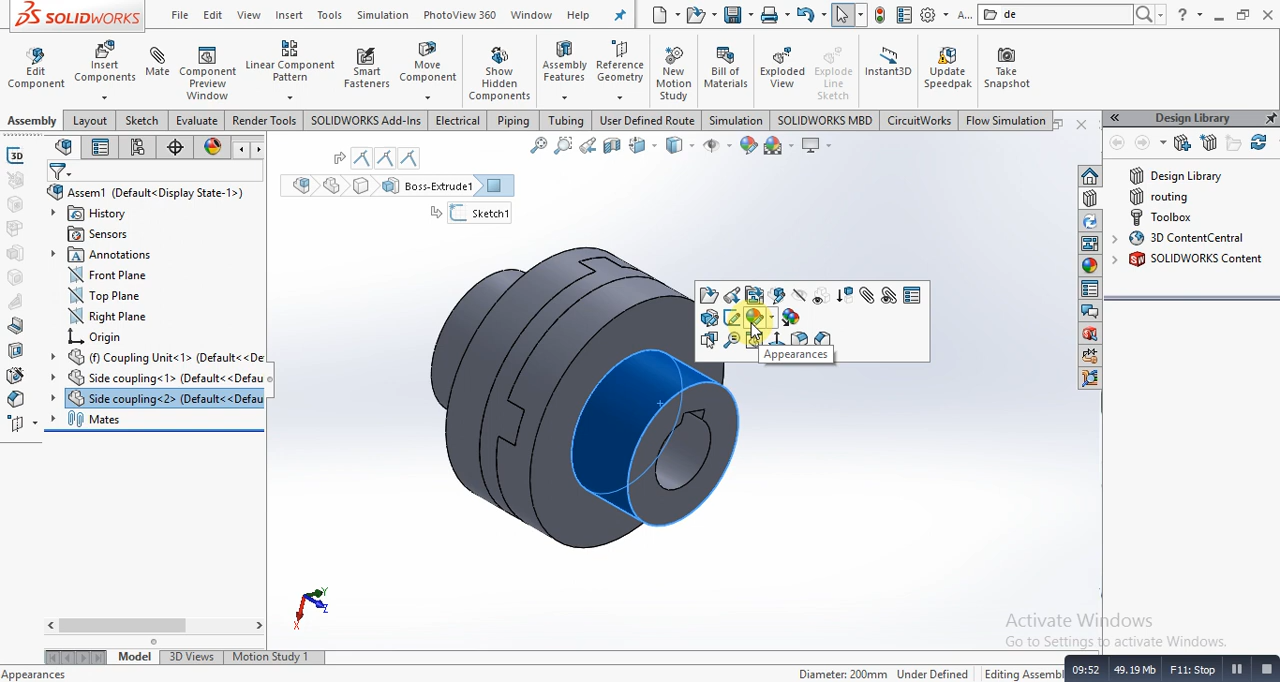 SOLIDWORKS
File Edit View Insert Tools Simulation PhotoView 360 Window Help
A...
de
Edit Component
Insert Components
Mate
Component Preview Window
Linear Component Pattern
Smart Fasteners
Move Component
Show Hidden Components
Assembly Features
Reference Geometry
New Motion Study
Bill of Materials
Exploded View
Explode Line Sketch
Instant3D
Update Speedpak
Take Snapshot
Assembly Layout Sketch Evaluate Render Tools SOLIDWORKS Add-Ins Electrical Piping Tubing User Defined Route Simulation SOLIDWORKS MBD CircuitWorks Flow Simulation
Design Library
3D
Assem1 (Default<Display State-1>)
History
Sensors
Annotations
Front Plane
Top Plane
Right Plane
Origin
(f) Coupling Unit<1> (Default<<De
Side coupling<1> (Default<<Defau
Side coupling<2> (Default<<Defau
Mates
Boss-Extrude1
Sketch1
Appearances
Design Library
routing
Toolbox
3D ContentCentral
SOLIDWORKS Content
Y
Z
X
Activate Windows
Go to Settings to activate Windows.
Model 3D Views Motion Study 1
Appearances
Diameter: 200mm Under Defined Editing Assembl
09:52 49.19 Mb F11: Stop